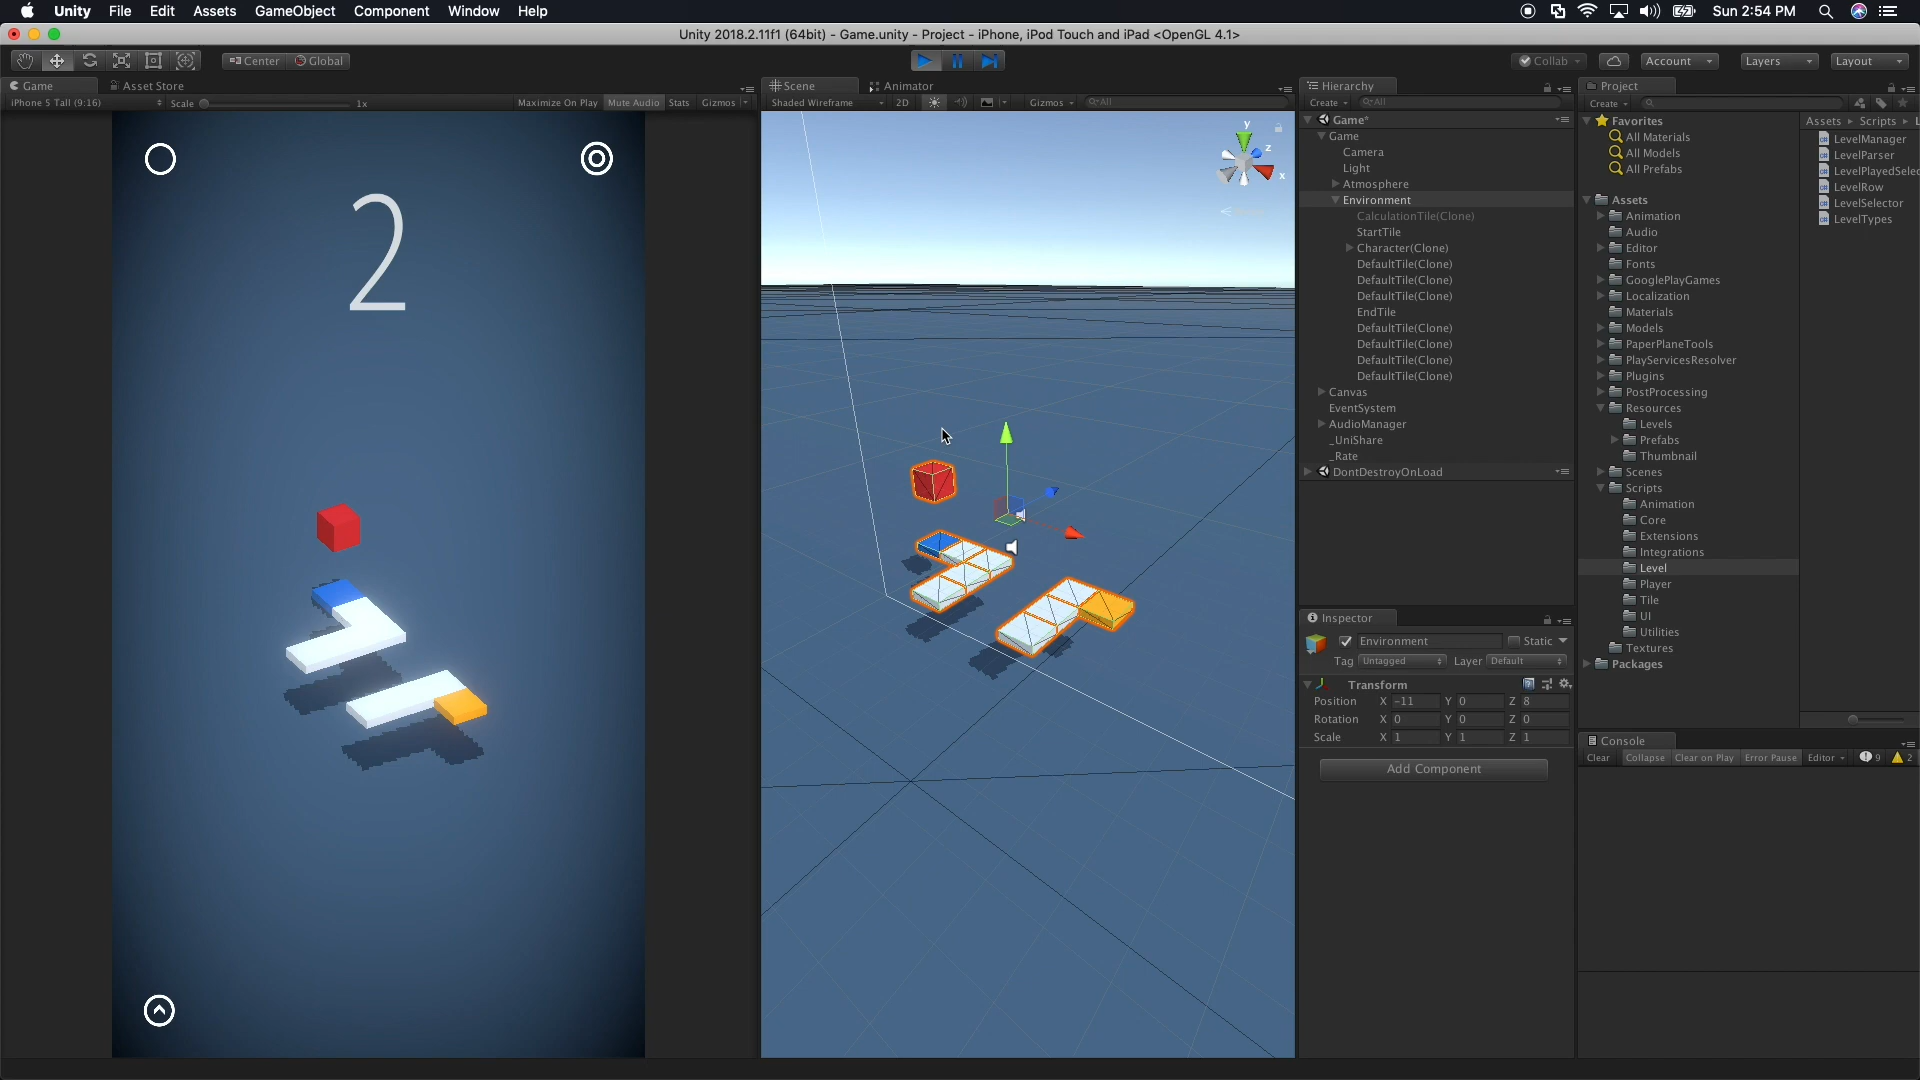 Unity File Edit Assets GameObject Component Window Help Sun 2:54 PM
Unity 2018.2.11f1 (64bit) - Game.unity - Project - iPhone, iPod Touch and iPad <OpenGL 4.1>
Center Global Collab Account Layers Layout
Game Asset Store
iPhone 5 Tall (9:16) Scale 1x Maximize On Play Mute Audio Stats Gizmos
2
Scene Animator
Shaded Wireframe 2D Gizmos All
y
z
x
Hierarchy
Create All
Game*
Game
Camera
Light
Atmosphere
Environment
CalculationTile(Clone)
StartTile
Character(Clone)
DefaultTile(Clone)
DefaultTile(Clone)
DefaultTile(Clone)
EndTile
DefaultTile(Clone)
DefaultTile(Clone)
DefaultTile(Clone)
DefaultTile(Clone)
Canvas
EventSystem
AudioManager
_UniShare
_Rate
DontDestroyOnLoad
Inspector
Environment Static
Tag Untagged Layer Default
Transform
Position X -11 Y 0 Z 8
Rotation X 0 Y 0 Z 0
Scale X 1 Y 1 Z 1
Add Component
Project
Create
Favorites
All Materials
All Models
All Prefabs
Assets
Animation
Audio
Editor
Fonts
GooglePlayGames
Localization
Materials
Models
PaperPlaneTools
PlayServicesResolver
Plugins
PostProcessing
Resources
Levels
Prefabs
Thumbnail
Scenes
Scripts
Animation
Core
Extensions
Integrations
Level
Player
Tile
UI
Utilities
Textures
Packages
Assets Scripts L
LevelManager
LevelParser
LevelPlayedSelec
LevelRow
LevelSelector
LevelTypes
Console
Clear Collapse Clear on Play Error Pause Editor 9 2